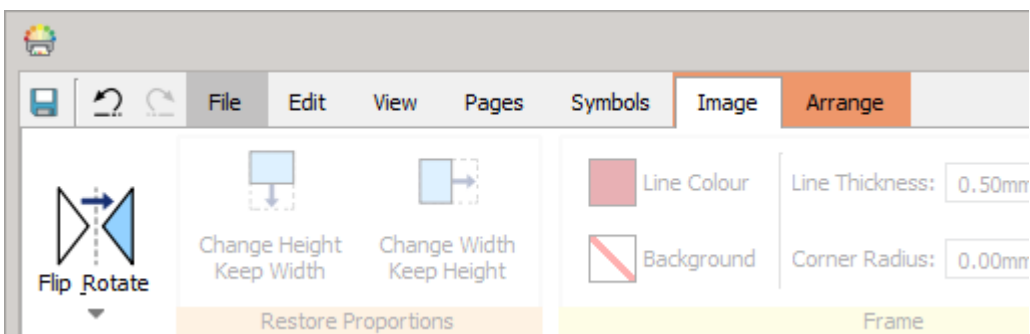 File Edit View Pages Symbols Image Arrange
Flip Rotate
Change Height
Keep Width
Change Width
Keep Height
Restore Proportions
Line Colour
Background
Line Thickness: 0.50mm
Corner Radius: 0.00mm
Frame